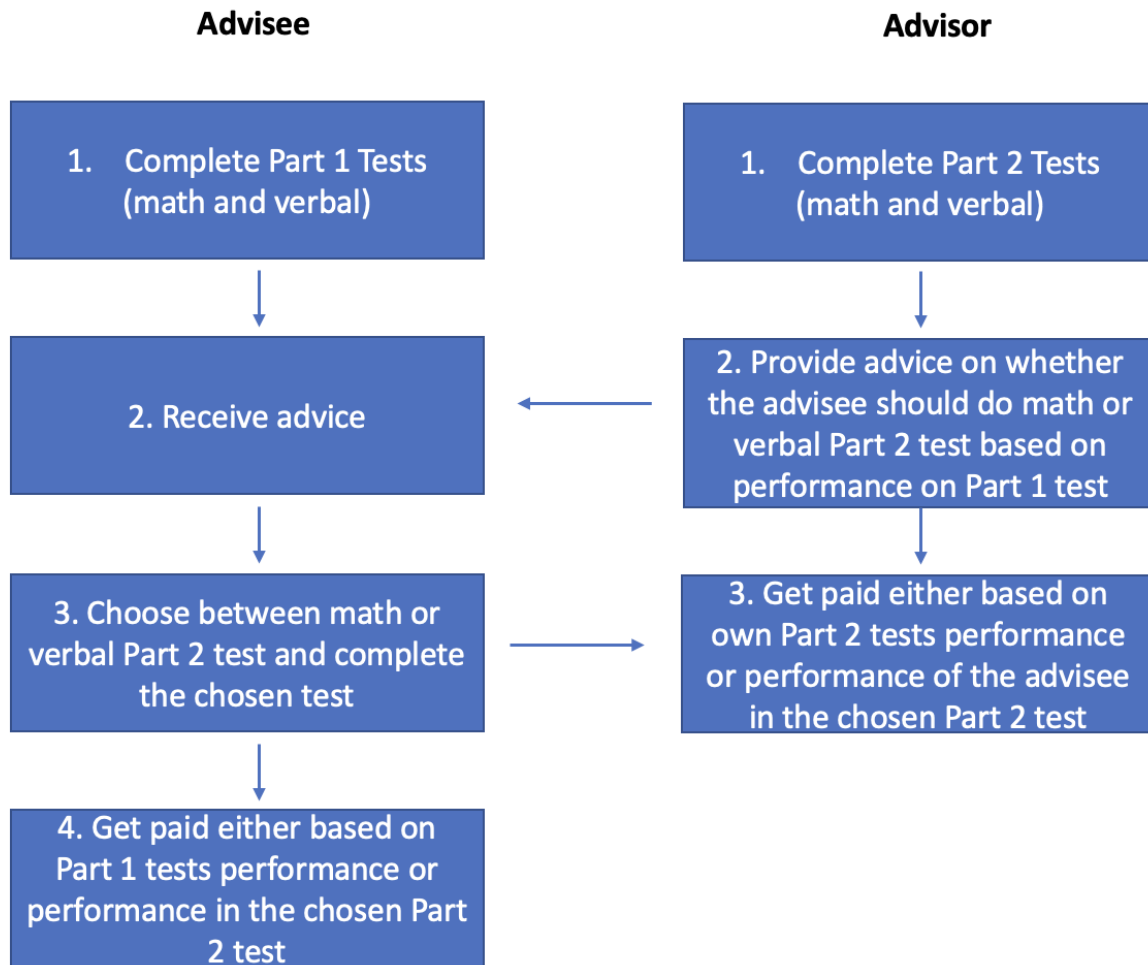 Advisee
Advisor
1. Complete Part 1 Tests
(math and verbal)
1. Complete Part 2 Tests
(math and verbal)
2. Receive advice
2. Provide advice on whether
the advisee should do math or
verbal Part 2 test based on
performance on Part 1 test
3. Choose between math or
verbal Part 2 test and complete
the chosen test
3. Get paid either based on
own Part 2 tests performance
or performance of the advisee
in the chosen Part 2 test
4. Get paid either based on
Part 1 tests performance or
performance in the chosen Part
2 test